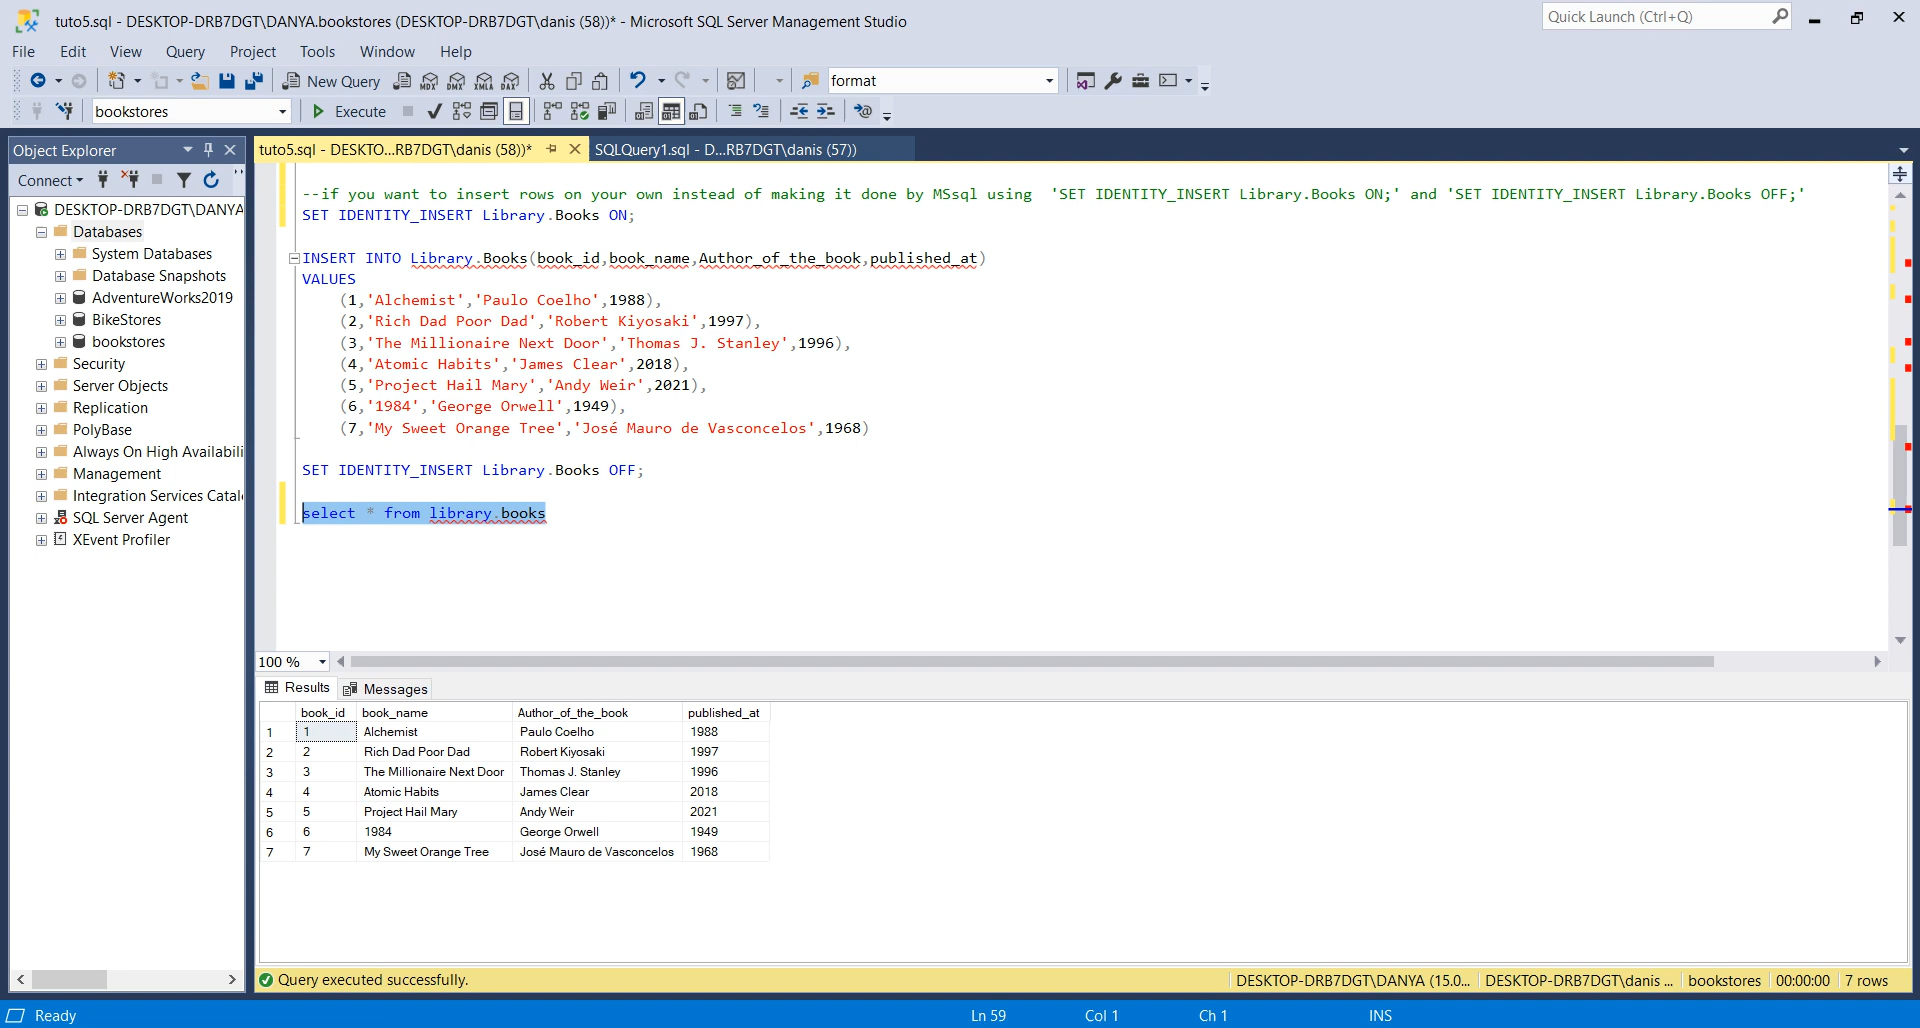 tuto5.sql - DESKTOP-DRB7DGT\DANYA.bookstores (DESKTOP-DRB7DGT\danis (58))* - Microsoft SQL Server Management Studio
Quick Launch (Ctrl+Q)
File Edit View Query Project Tools Window Help
New Query MDX DMX XMLA DAX format
bookstores Execute
Object Explorer
tuto5.sql - DESKTO...RB7DGT\danis (58))* SQLQuery1.sql - D...RB7DGT\danis (57))
Connect
DESKTOP-DRB7DGT\DANYA
Databases
System Databases
Database Snapshots
AdventureWorks2019
BikeStores
bookstores
Security
Server Objects
Replication
PolyBase
Always On High Availabili
Management
Integration Services Catal
SQL Server Agent
XEvent Profiler
--if you want to insert rows on your own instead of making it done by MSsql using 'SET IDENTITY_INSERT Library.Books ON;' and 'SET IDENTITY_INSERT Library.Books OFF;'
SET IDENTITY_INSERT Library.Books ON;
INSERT INTO Library.Books(book_id,book_name,Author_of_the_book,published_at)
VALUES
(1,'Alchemist','Paulo Coelho',1988),
(2,'Rich Dad Poor Dad','Robert Kiyosaki',1997),
(3,'The Millionaire Next Door','Thomas J. Stanley',1996),
(4,'Atomic Habits','James Clear',2018),
(5,'Project Hail Mary','Andy Weir',2021),
(6,'1984','George Orwell',1949),
(7,'My Sweet Orange Tree','José Mauro de Vasconcelos',1968)
SET IDENTITY_INSERT Library.Books OFF;
select * from library.books
100 %
Results Messages
book_id book_name Author_of_the_book published_at
1 1 Alchemist Paulo Coelho 1988
2 2 Rich Dad Poor Dad Robert Kiyosaki 1997
3 3 The Millionaire Next Door Thomas J. Stanley 1996
4 4 Atomic Habits James Clear 2018
5 5 Project Hail Mary Andy Weir 2021
6 6 1984 George Orwell 1949
7 7 My Sweet Orange Tree José Mauro de Vasconcelos 1968
Query executed successfully. DESKTOP-DRB7DGT\DANYA (15.0... DESKTOP-DRB7DGT\danis ... bookstores 00:00:00 7 rows
Ready Ln 59 Col 1 Ch 1 INS